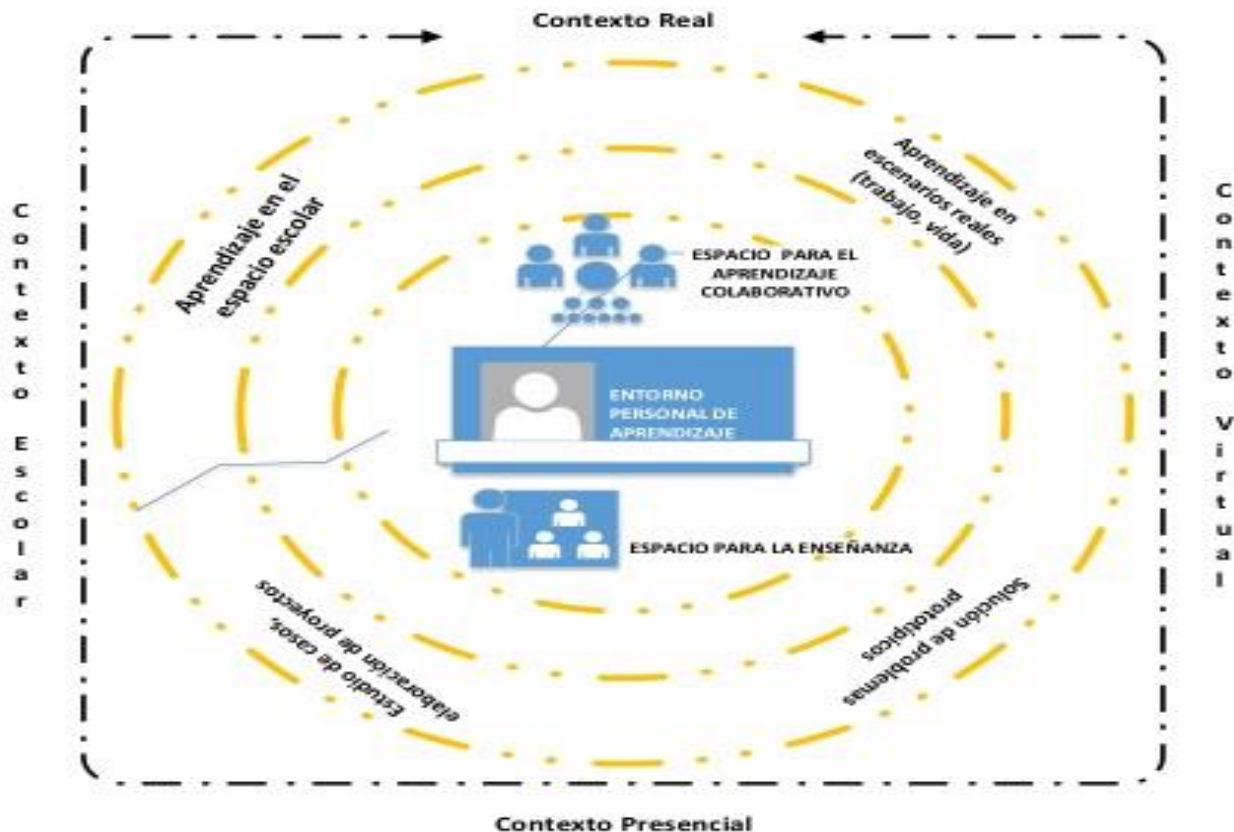 Contexto Real
Aprendizaje en el
espacio escolar
Aprendizaje en
escenarios reales
(trabajo, vida)
ESPACIO PARA EL
APRENDIZAJE
COLABORATIVO
Contexto Escolar
Contexto Virtual
ENTORNO
PERSONAL DE
APRENDIZAJE
ESPACIO PARA LA ENSEÑANZA
Estudio de casos,
elaboración de proyectos
Solución de problemas
prototípicos
Contexto Presencial